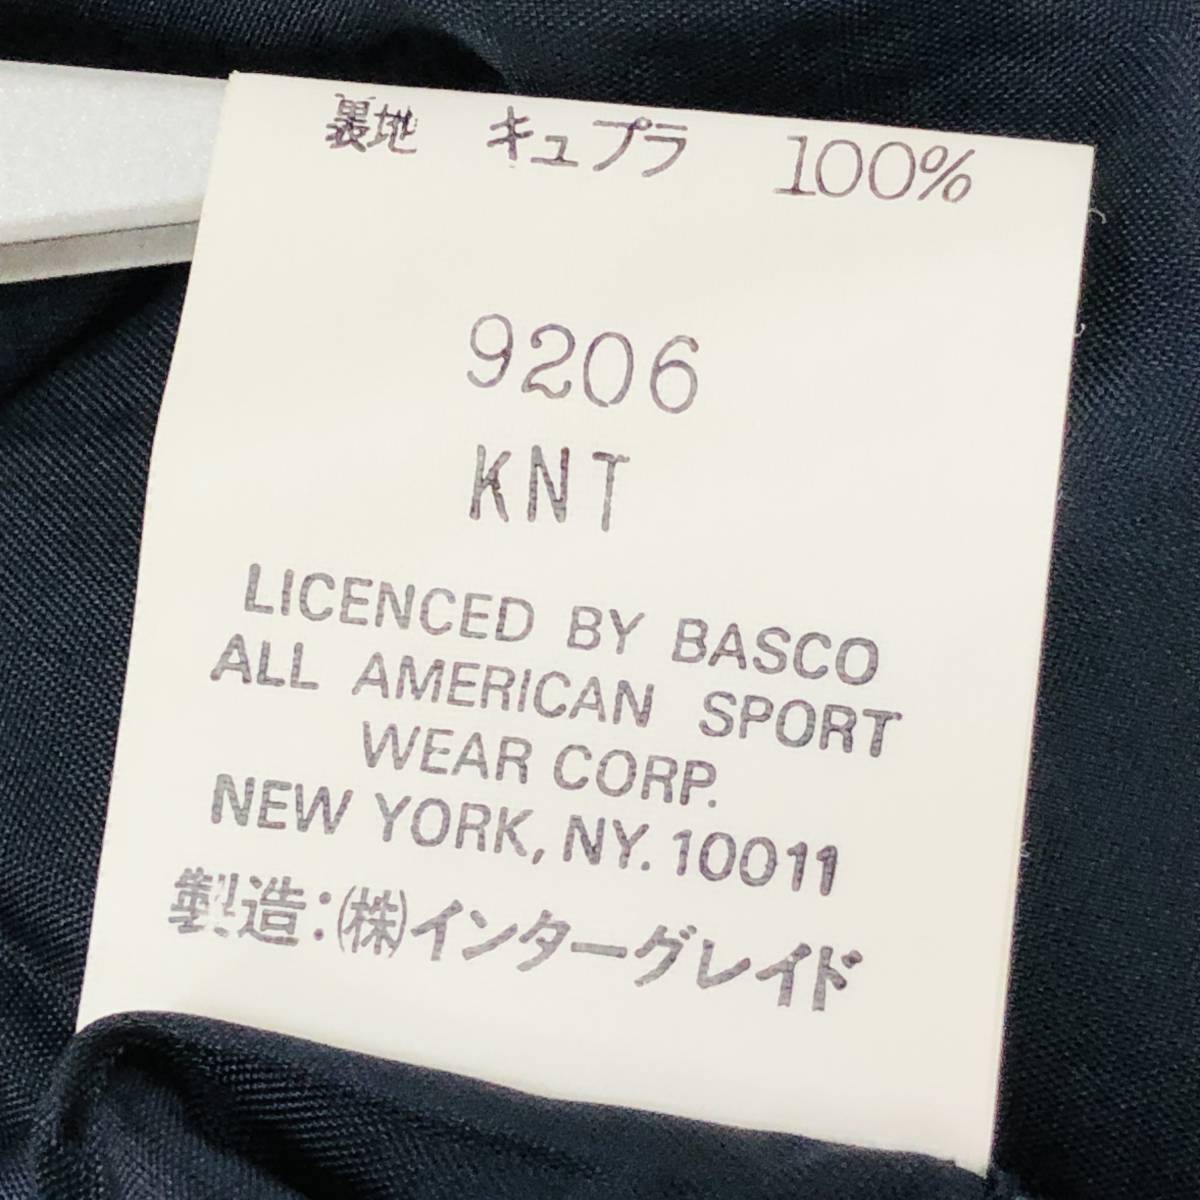 裏地 キュプラ 100%
9206
KNT
LICENCED BY BASCO
ALL AMERICAN SPORT
WEAR CORP.
NEW YORK, NY. 10011
製造:(株)インターグレイド